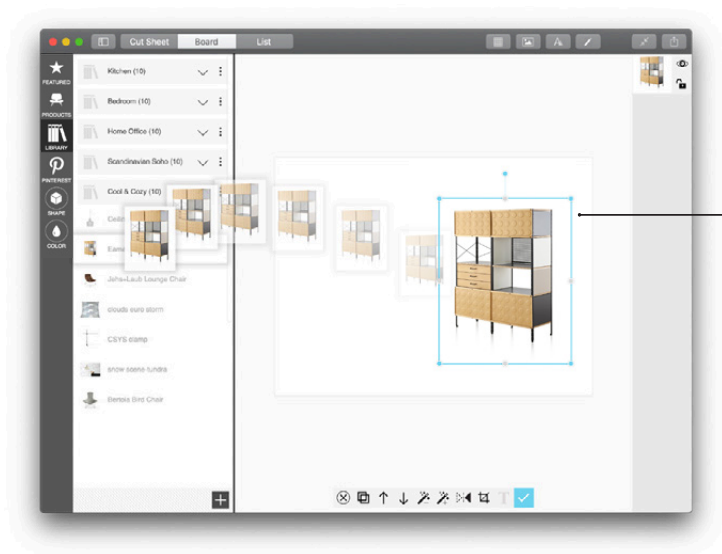 Cut Sheet
Board
List
FEATURED
PRODUCTS
LIBRARY
PINTEREST
SHAPE
COLOR
Kitchen (10)
Bedroom (10)
Home Office (10)
Scandinavian Soho (10)
Cool & Cozy (10)
John+Laub Lounge Chair
clouds euro storm
CSYS clamp
snow scene tundra
Bertoia Bird Chair
T